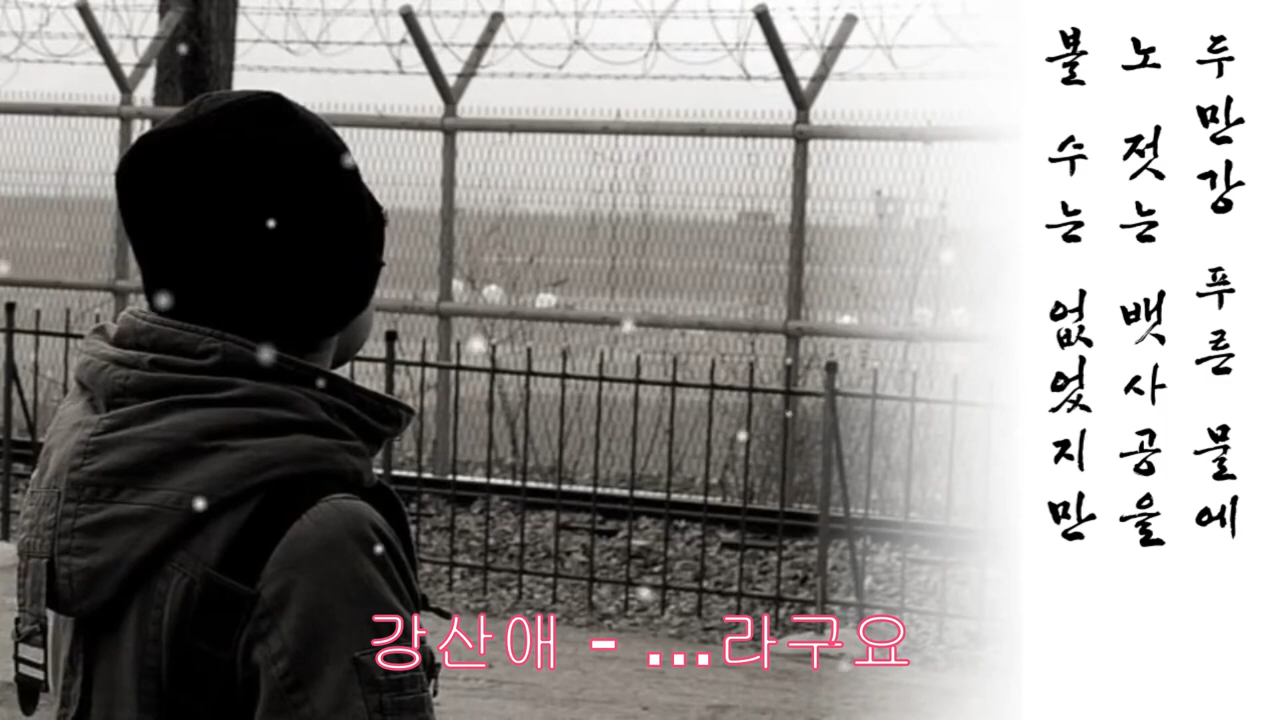 두만강 푸른 물에
노 젓는 뱃사공을
볼 수는 없었지만
강산애 - ...라구요